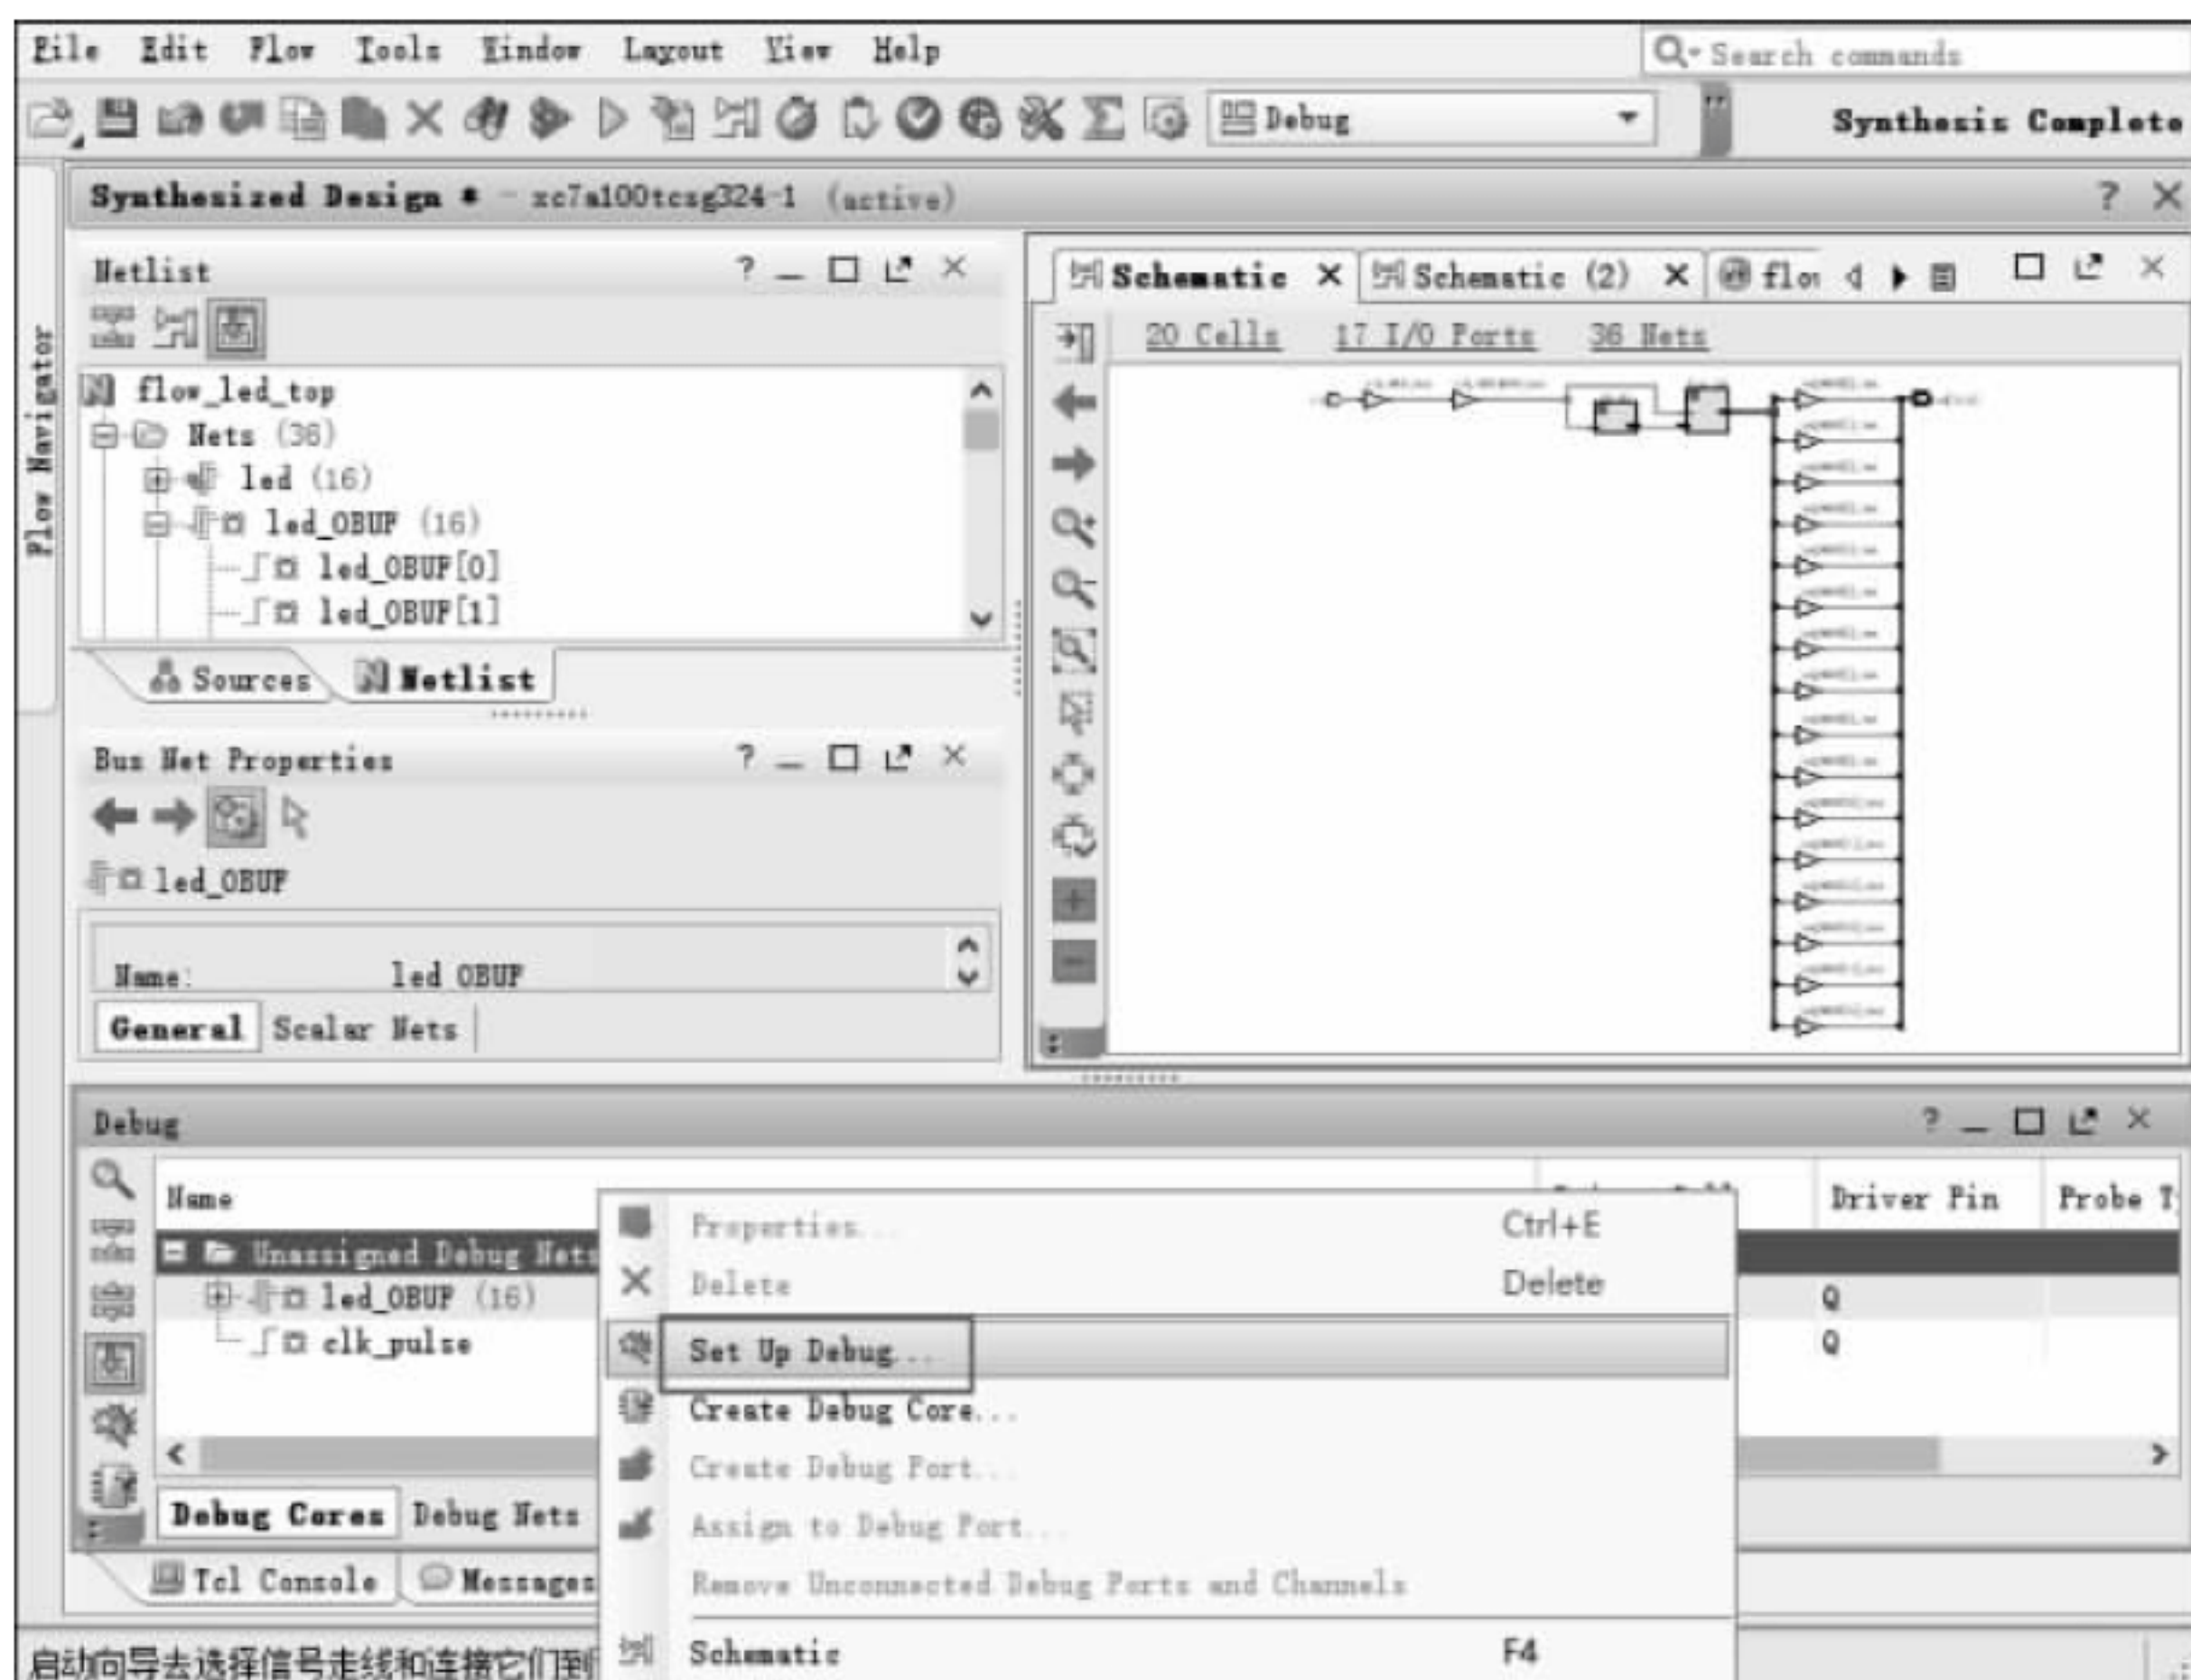 File Edit Flow Tools Window Layout View Help
Search commands
Debug
Synthesis Complete
Flow Navigator
Synthesized Design * - xc7a100tcsg324-1 (active)
Netlist
flow_led_top
Nets (36)
led (16)
led_OBUF (16)
led_OBUF[0]
led_OBUF[1]
Sources Netlist
Schematic Schematic (2) flow
20 Cells 17 I/O Ports 36 Nets
Bus Net Properties
led_OBUF
Name: led_OBUF
General Scalar Nets
Debug
Name Driver Pin Probe T
Unassigned Debug Nets
led_OBUF (16) Q
clk_pulse Q
Debug Cores Debug Nets
Tcl Console Messages
Properties... Ctrl+E
Delete Delete
Set Up Debug...
Create Debug Core...
Create Debug Port...
Assign to Debug Port...
Remove Unconnected Debug Ports and Channels
Schematic F4
启动向导去选择信号走线和连接它们到